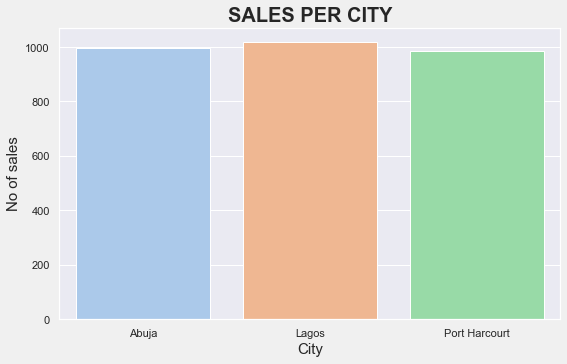 SALES PER CITY
No of sales
1000
800
600
400
200
0
Abuja Lagos Port Harcourt
City